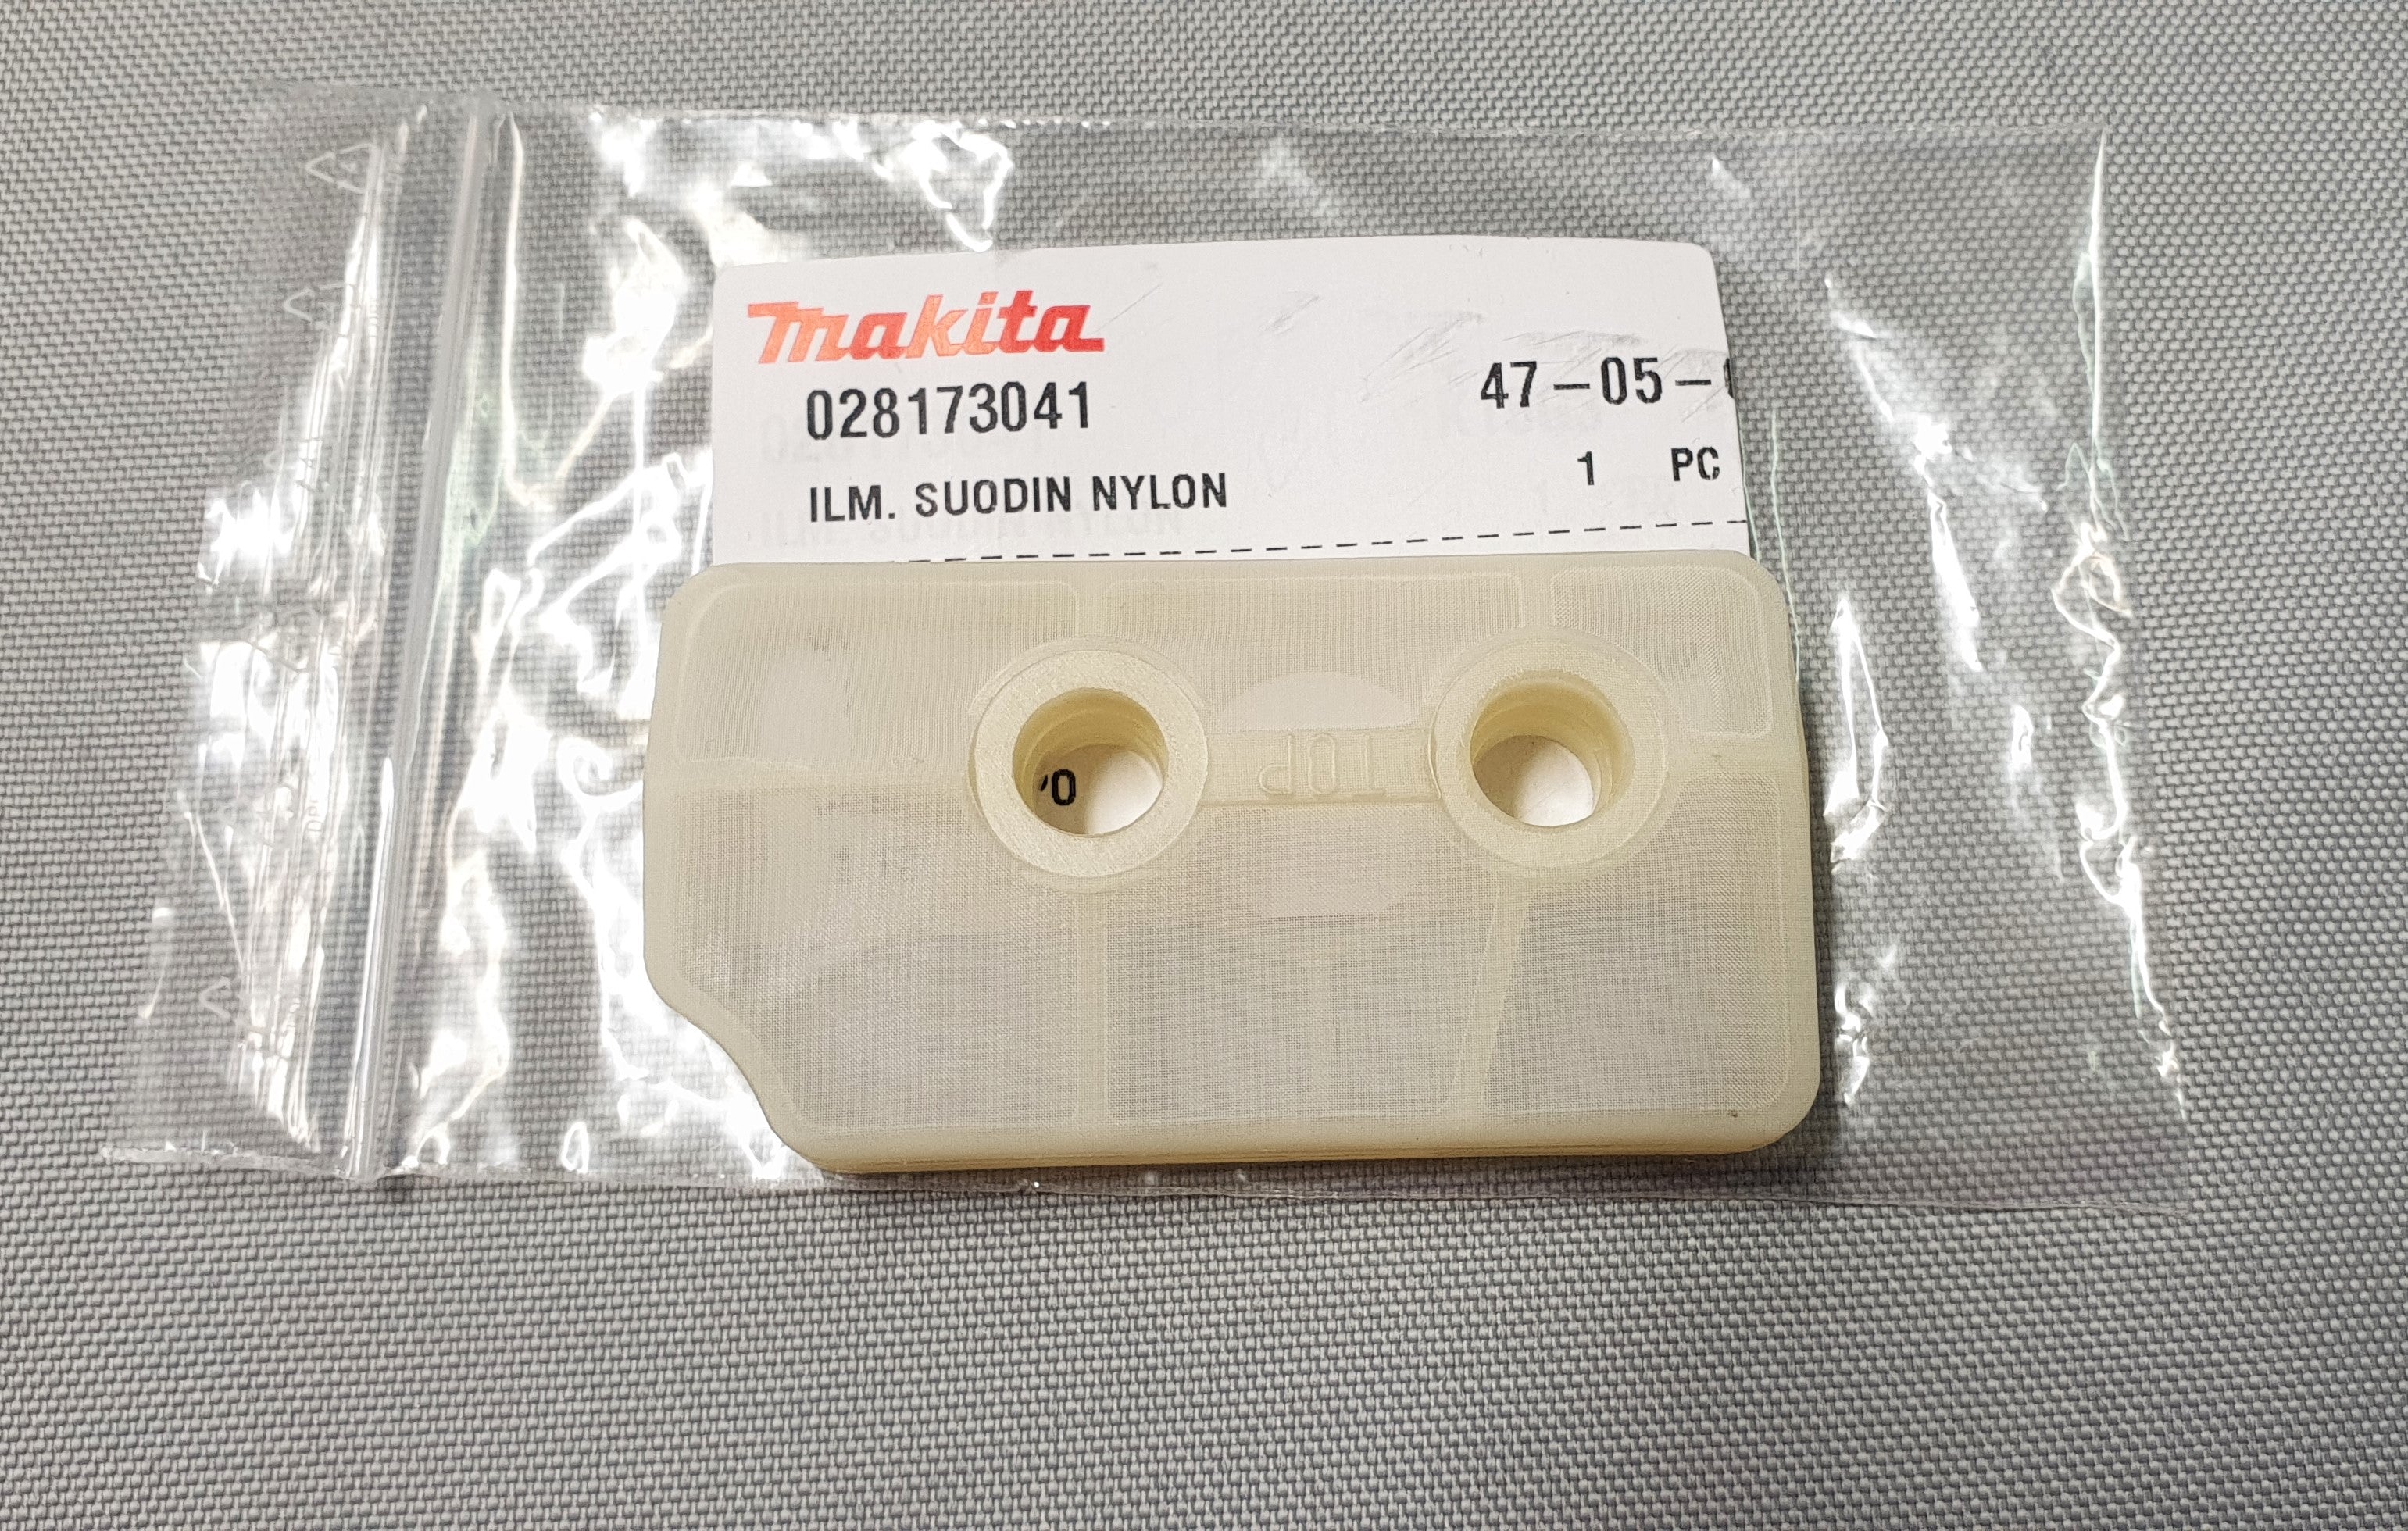 makita
028173041
47-05-
ILM. SUODIN NYLON
1 PC
TOP